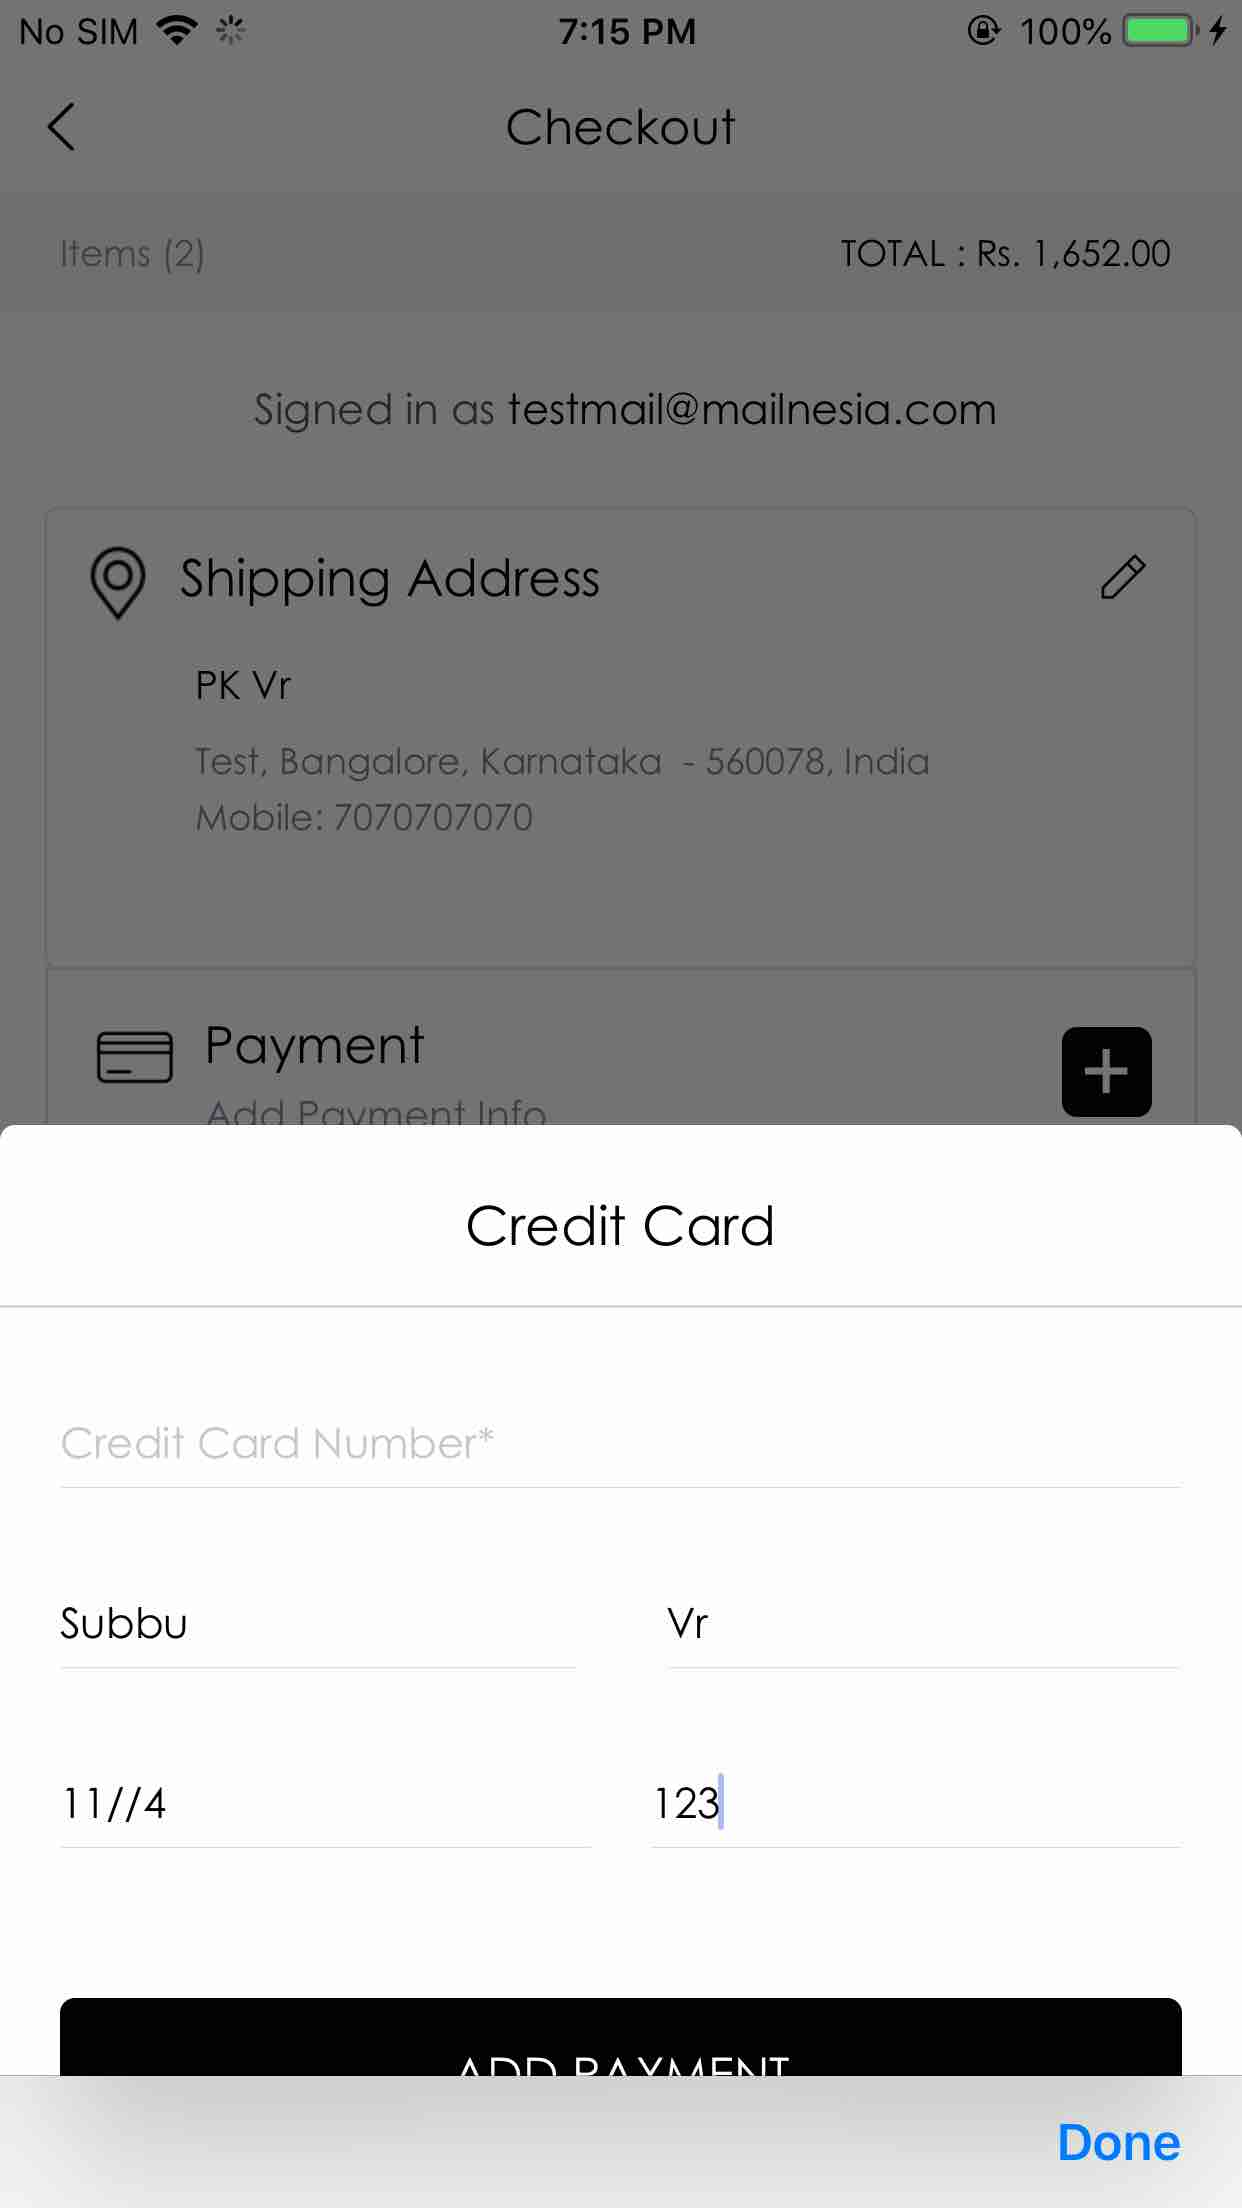 No SIM 7:15 PM 100%
Checkout
Items (2) TOTAL : Rs. 1,652.00
Signed in as testmail@mailnesia.com
Shipping Address
PK Vr
Test, Bangalore, Karnataka - 560078, India
Mobile: 7070707070
Payment
Add Payment Info
Credit Card
Credit Card Number*
Subbu Vr
11//4 123
ADD PAYMENT
Done